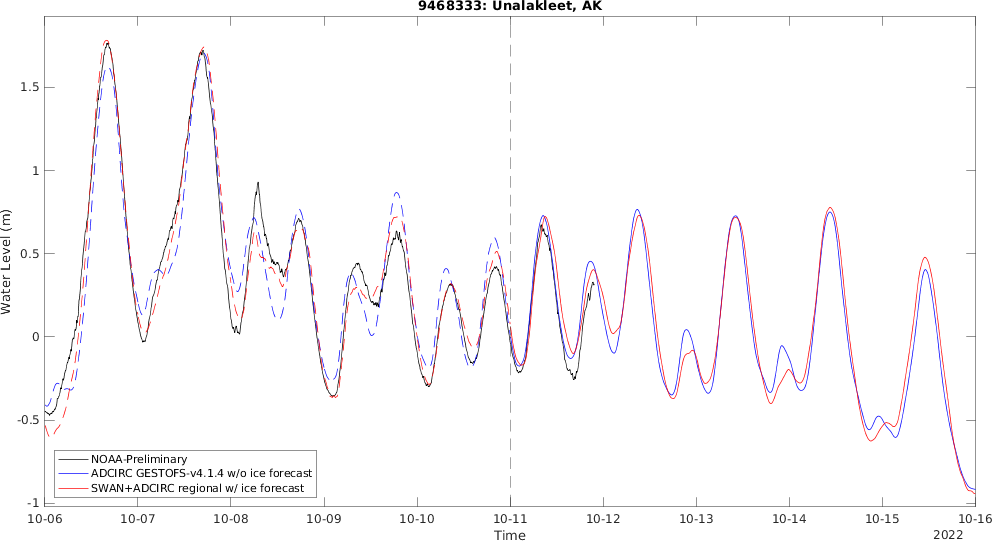 9468333: Unalakleet, AK
Water Level (m)
1.5
1
0.5
0
-0.5
-1
NOAA-Preliminary
ADCIRC GESTOFS-v4.1.4 w/o ice forecast
SWAN+ADCIRC regional w/ ice forecast
10-06 10-07 10-08 10-09 10-10 10-11 10-12 10-13 10-14 10-15 10-16
Time
2022